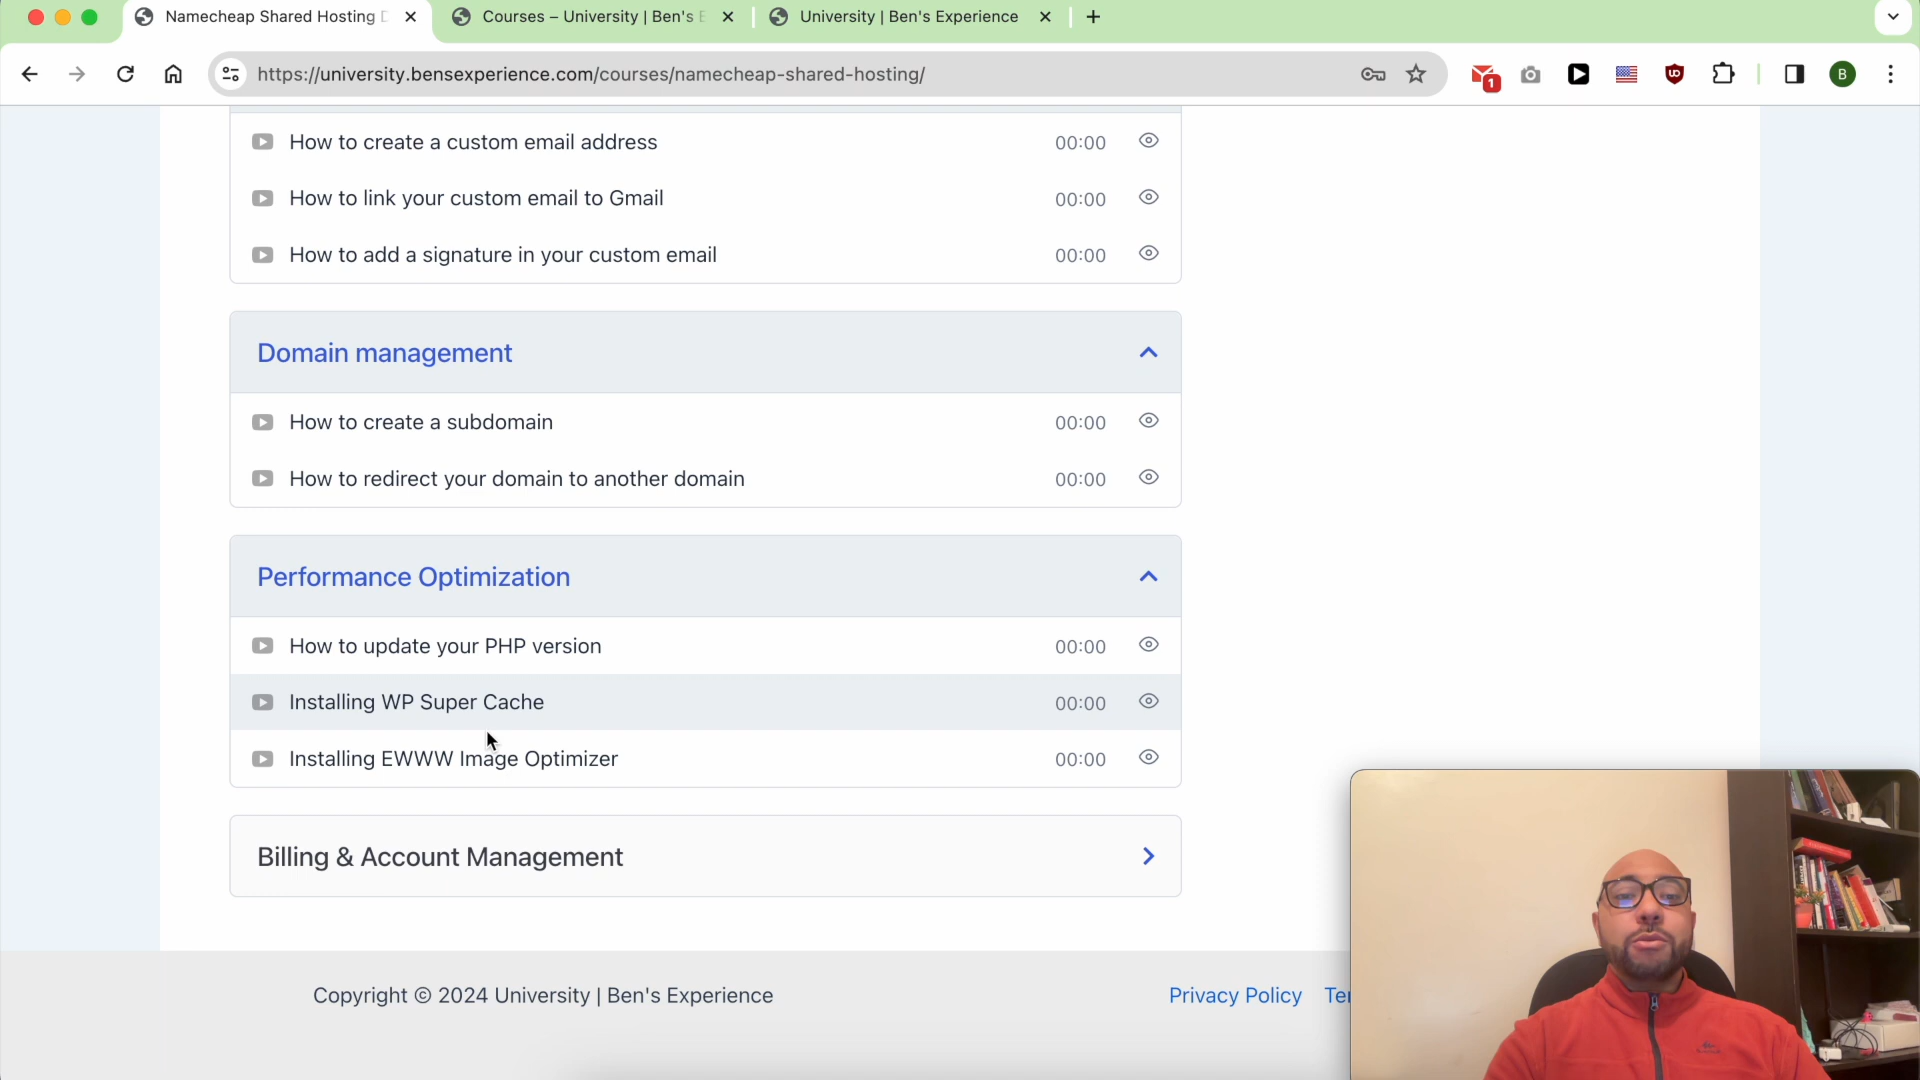 Namecheap Shared Hosting
Courses – University | Ben's
University | Ben's Experience
https://university.bensexperience.com/courses/namecheap-shared-hosting/
1
B
How to create a custom email address 00:00
How to link your custom email to Gmail 00:00
How to add a signature in your custom email 00:00
Domain management
How to create a subdomain 00:00
How to redirect your domain to another domain 00:00
Performance Optimization
How to update your PHP version 00:00
Installing WP Super Cache 00:00
Installing EWWW Image Optimizer 00:00
Billing & Account Management
Copyright © 2024 University | Ben's Experience
Privacy Policy